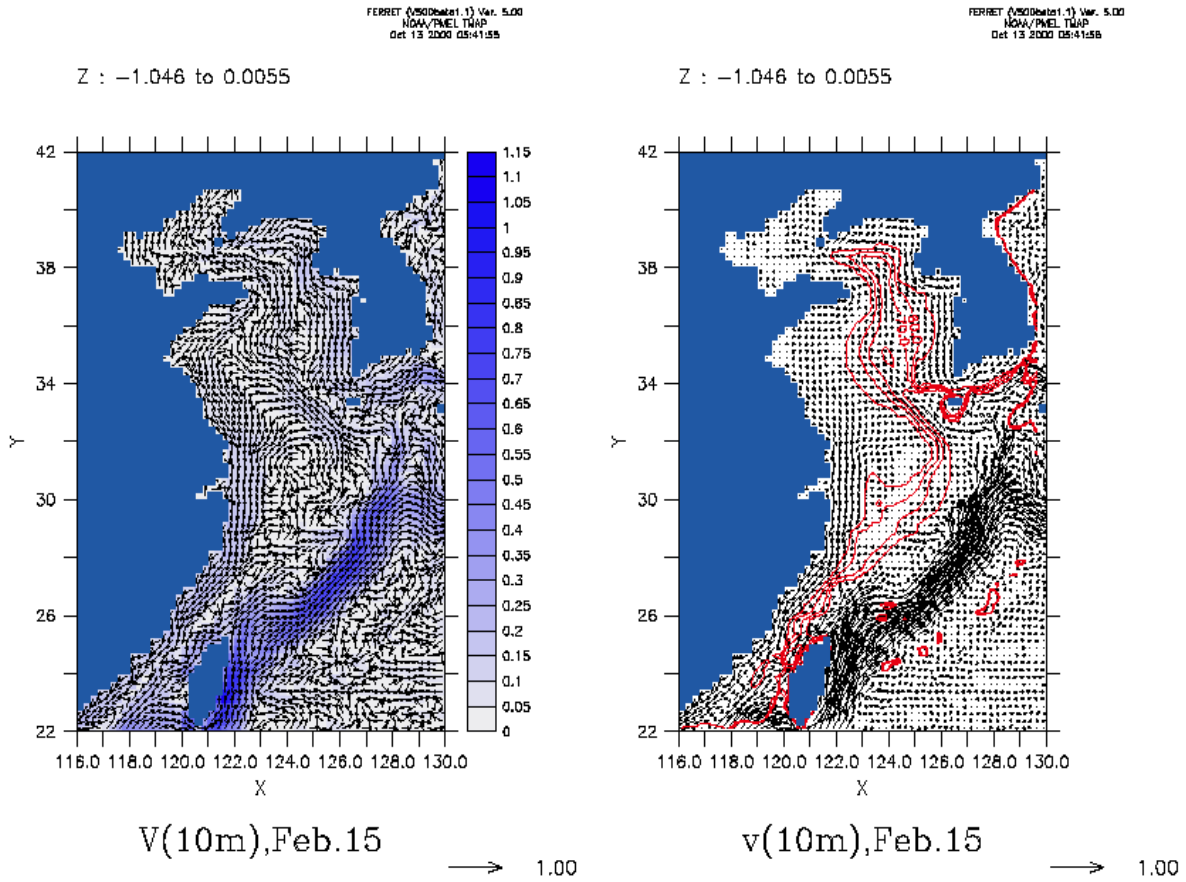 FERRET (V500beta1.1) Ver. 5.00
NOAA/PMEL TMAP
Oct 13 2000 05:41:55
Z : -1.046 to 0.0055
42
38
34
30
26
22
Y
116.0 118.0 120.0 122.0 124.0 126.0 128.0 130.0
X
1.15
1.1
1.05
1
0.95
0.9
0.85
0.8
0.75
0.7
0.65
0.6
0.55
0.5
0.45
0.4
0.35
0.3
0.25
0.2
0.15
0.1
0.05
0
V(10m),Feb.15
1.00
FERRET (V500beta1.1) Ver. 5.00
NOAA/PMEL TMAP
Oct 13 2000 05:41:56
Z : -1.046 to 0.0055
42
38
34
30
26
22
Y
116.0 118.0 120.0 122.0 124.0 126.0 128.0 130.0
X
v(10m),Feb.15
1.00